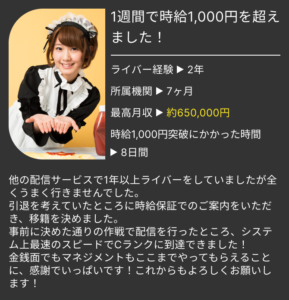 1週間で時給1,000円を超え
ました！
ライバー経験 ▶ 2年
所属機関 ▶ 7ヶ月
最高月収 ▶ 約650,000円
時給1,000円突破にかかった時間
▶ 8日間
他の配信サービスで1年以上ライバーをしていましたが全
くうまく行きませんでした。
引退を考えていたところに時給保証でのご案内をいただ
き、移籍を決めました。
事前に決めた通りの作戦で配信を行ったところ、システ
ム上最速のスピードでCランクに到達できました！
金銭面でもマネジメントもここまでやってもらえること
に、感謝でいっぱいです！これからもよろしくお願いし
ます！